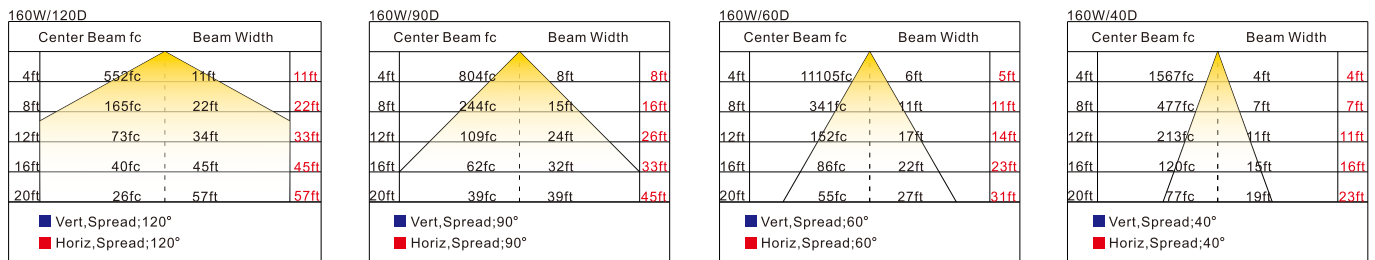 160W/120D
Center Beam fc Beam Width
4ft 552fc 11ft 11ft
8ft 165fc 22ft 22ft
12ft 73fc 34ft 33ft
16ft 40fc 45ft 45ft
20ft 26fc 57ft 57ft
Vert,Spread;120°
Horiz,Spread;120°
160W/90D
Center Beam fc Beam Width
4ft 804fc 8ft 8ft
8ft 244fc 15ft 16ft
12ft 109fc 24ft 26ft
16ft 62fc 32ft 33ft
20ft 39fc 39ft 45ft
Vert,Spread;90°
Horiz,Spread;90°
160W/60D
Center Beam fc Beam Width
4ft 11105fc 6ft 5ft
8ft 341fc 11ft 11ft
12ft 152fc 17ft 14ft
16ft 86fc 22ft 23ft
20ft 55fc 27ft 31ft
Vert,Spread;60°
Horiz,Spread;60°
160W/40D
Center Beam fc Beam Width
4ft 1567fc 4ft 4ft
8ft 477fc 7ft 7ft
12ft 213fc 11ft 11ft
16ft 120fc 15ft 16ft
20ft 77fc 19ft 23ft
Vert,Spread;40°
Horiz,Spread;40°